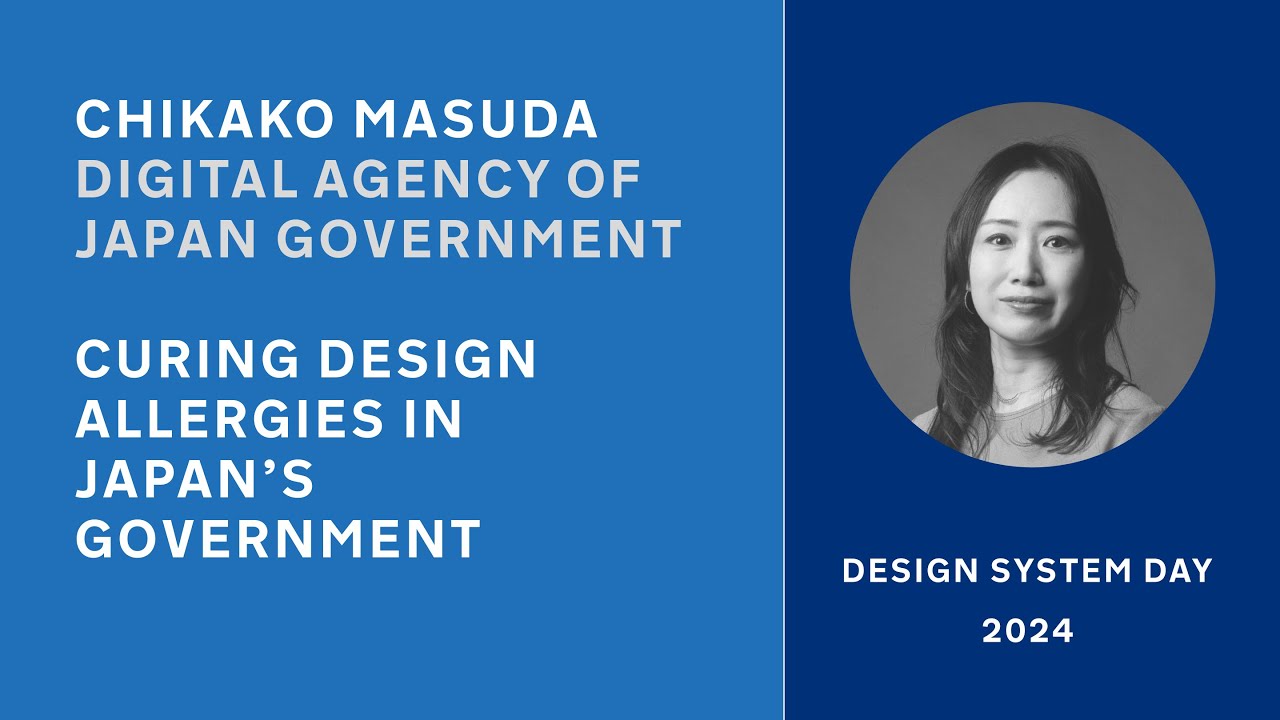 CHIKAKO MASUDA
DIGITAL AGENCY OF
JAPAN GOVERNMENT
CURING DESIGN
ALLERGIES IN
JAPAN’S
GOVERNMENT
DESIGN SYSTEM DAY
2024